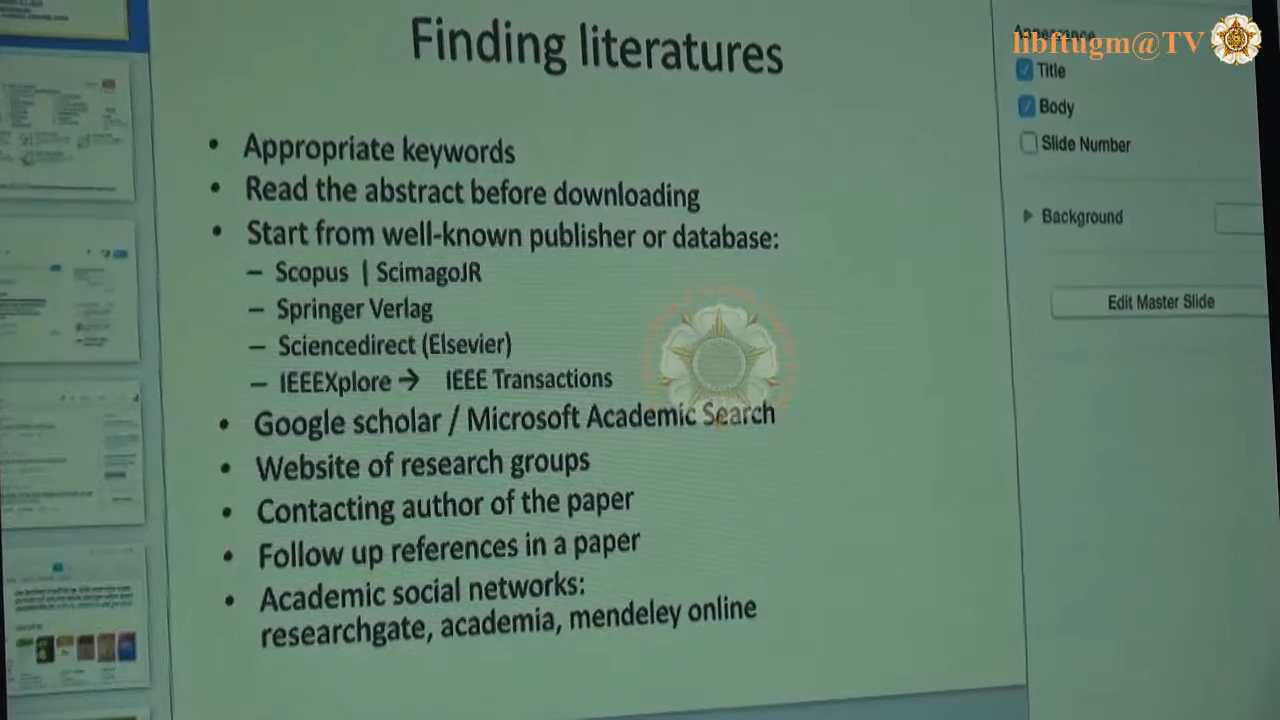 Finding literatures
• Appropriate keywords
• Read the abstract before downloading
• Start from well-known publisher or database:
– Scopus | ScimagoJR
– Springer Verlag
– Sciencedirect (Elsevier)
– IEEEXplore → IEEE Transactions
• Google scholar / Microsoft Academic Search
• Website of research groups
• Contacting author of the paper
• Follow up references in a paper
• Academic social networks:
researchgate, academia, mendeley online
Appearance
libftugm@TV
Title
Body
Slide Number
Background
Edit Master Slide